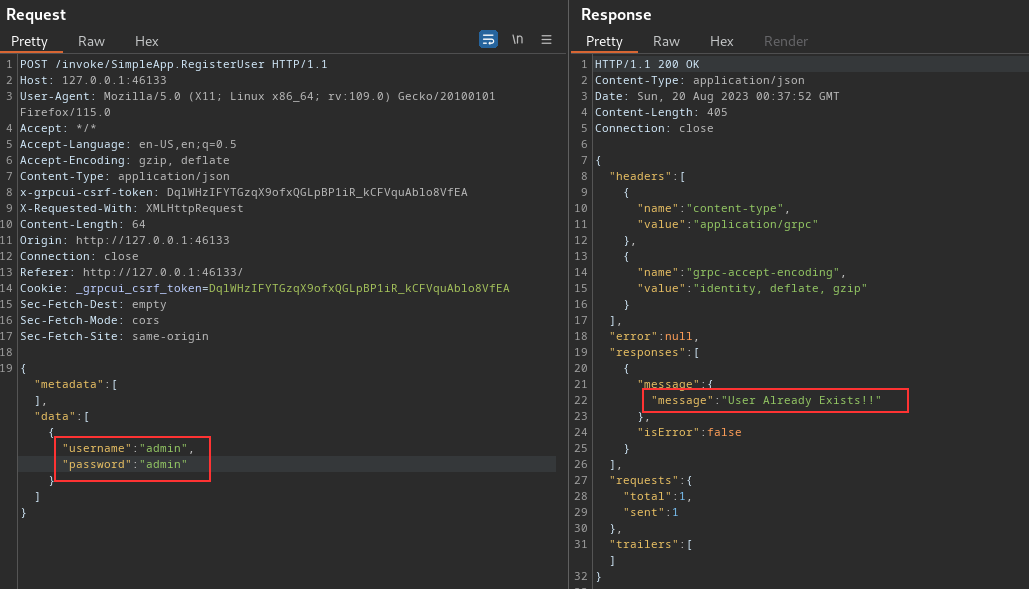 Request
Pretty Raw Hex
\n
1 POST /invoke/SimpleApp.RegisterUser HTTP/1.1
2 Host: 127.0.0.1:46133
3 User-Agent: Mozilla/5.0 (X11; Linux x86_64; rv:109.0) Gecko/20100101
Firefox/115.0
4 Accept: */*
5 Accept-Language: en-US,en;q=0.5
6 Accept-Encoding: gzip, deflate
7 Content-Type: application/json
8 x-grpcui-csrf-token: DqlWHzIFYTGzqX9ofxQGLpBP1iR_kCFVquAblo8VfEA
9 X-Requested-With: XMLHttpRequest
10 Content-Length: 64
11 Origin: http://127.0.0.1:46133
12 Connection: close
13 Referer: http://127.0.0.1:46133/
14 Cookie: _grpcui_csrf_token=DqlWHzIFYTGzqX9ofxQGLpBP1iR_kCFVquAblo8VfEA
15 Sec-Fetch-Dest: empty
16 Sec-Fetch-Mode: cors
17 Sec-Fetch-Site: same-origin
18
19 {
"metadata":[
],
"data":[
{
"username":"admin",
"password":"admin"
}
]
}
Response
Pretty Raw Hex Render
1 HTTP/1.1 200 OK
2 Content-Type: application/json
3 Date: Sun, 20 Aug 2023 00:37:52 GMT
4 Content-Length: 405
5 Connection: close
6
7 {
8 "headers":[
9 {
10 "name":"content-type",
11 "value":"application/grpc"
12 },
13 {
14 "name":"grpc-accept-encoding",
15 "value":"identity, deflate, gzip"
16 }
17 ],
18 "error":null,
19 "responses":[
20 {
21 "message":{
22 "message":"User Already Exists!!"
23 },
24 "isError":false
25 }
26 ],
27 "requests":{
28 "total":1,
29 "sent":1
30 },
31 "trailers":[
]
32 }